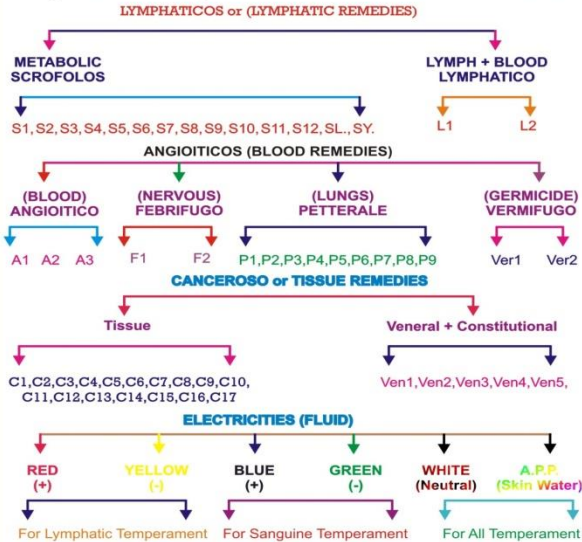 LYMPHATICOS or (LYMPHATIC REMEDIES)
METABOLIC
SCROFOLOS
LYMPH + BLOOD
LYMPHATICO
S1, S2, S3, S4, S5, S6, S7, S8, S9, S10, S11, S12, SL., SY.
L1 L2
ANGIOITICOS (BLOOD REMEDIES)
(BLOOD)
ANGIOITICO
(NERVOUS)
FEBRIFUGO
(LUNGS)
PETTERALE
(GERMICIDE)
VERMIFUGO
A1 A2 A3
F1 F2
P1,P2,P3,P4,P5,P6,P7,P8,P9
Ver1 Ver2
CANCEROSO or TISSUE REMEDIES
Tissue
Veneral + Constitutional
C1,C2,C3,C4,C5,C6,C7,C8,C9,C10,
C11,C12,C13,C14,C15,C16,C17
Ven1,Ven2,Ven3,Ven4,Ven5,
ELECTRICITIES (FLUID)
RED
(+)
YELLOW
(-)
BLUE
(+)
GREEN
(-)
WHITE
(Neutral)
A.P.P.
(Skin Water)
For Lymphatic Temperament
For Sanguine Temperament
For All Temperament